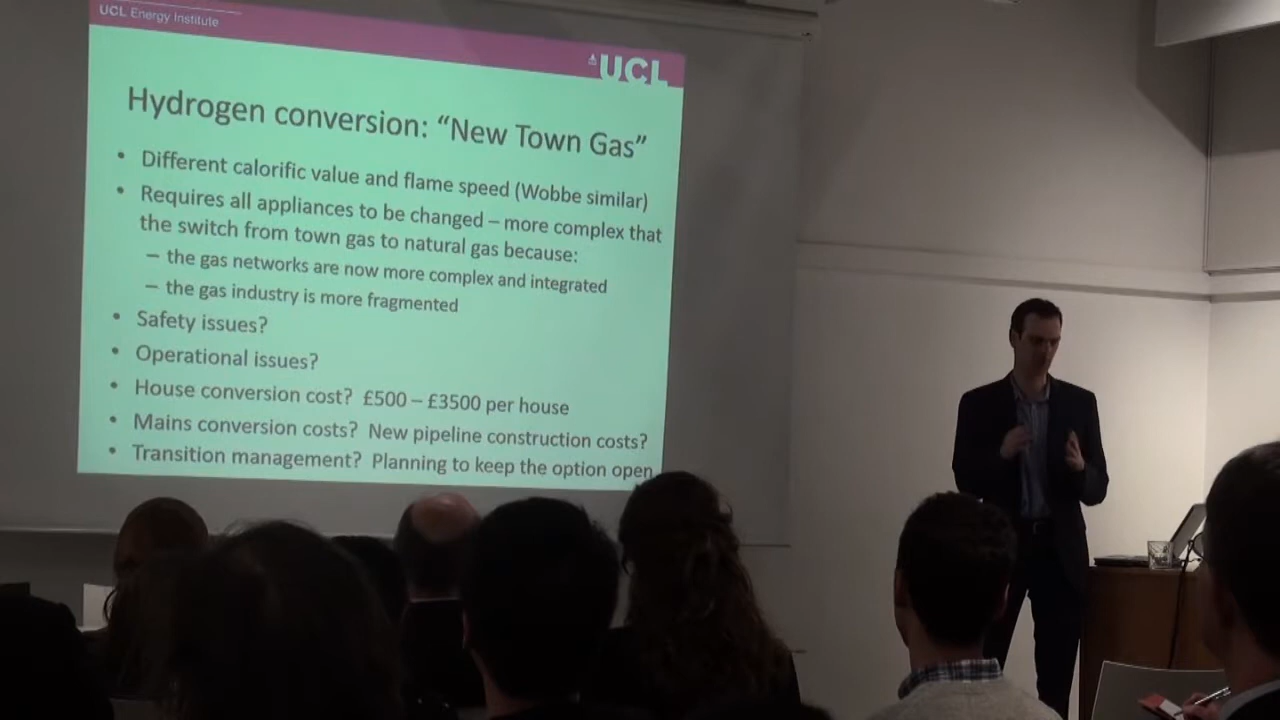 UCL Energy Institute
UCL
Hydrogen conversion: “New Town Gas”
• Different calorific value and flame speed (Wobbe similar)
• Requires all appliances to be changed – more complex that
the switch from town gas to natural gas because:
– the gas networks are now more complex and integrated
– the gas industry is more fragmented
• Safety issues?
• Operational issues?
• House conversion cost? £500 – £3500 per house
• Mains conversion costs? New pipeline construction costs?
• Transition management? Planning to keep the option open